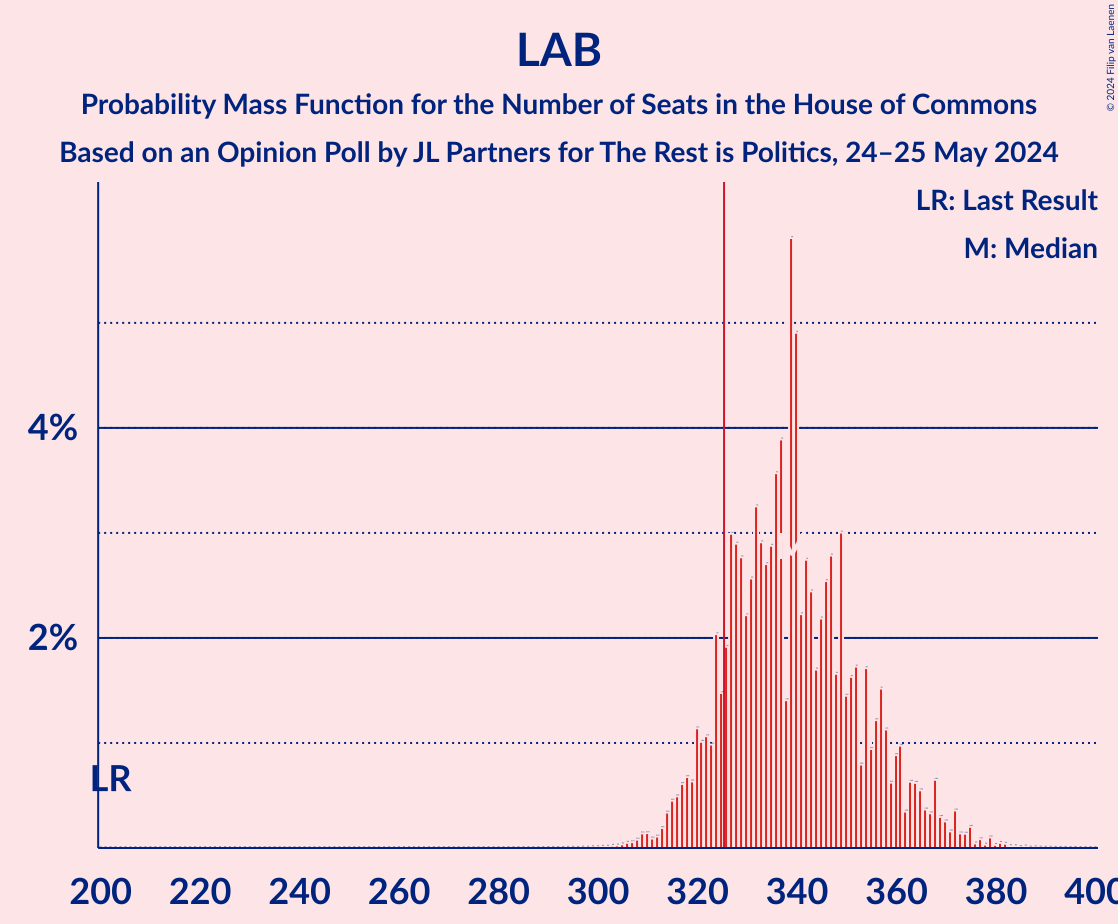 LAB
Probability Mass Function for the Number of Seats in the House of Commons
Based on an Opinion Poll by JL Partners for The Rest is Politics, 24–25 May 2024
© 2024 Filip van Laenen
LR: Last Result
M: Median
4%
2%
LR
200 220 240 260 280 300 320 340 360 380 400